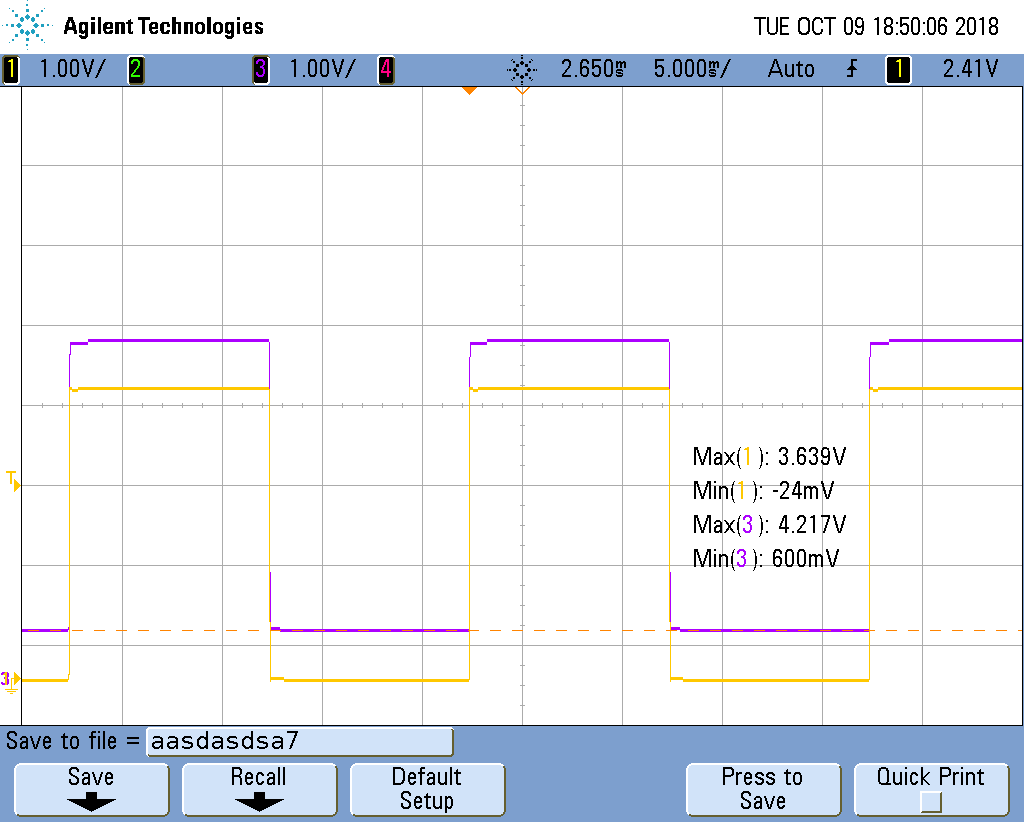 Agilent Technologies
TUE OCT 09 18:50:06 2018
1 1.00V/ 2 3 1.00V/ 4 2.650ms 5.000ms/ Auto 1 2.41V
T
Max(1): 3.639V
Min(1): -24mV
Max(3): 4.217V
Min(3): 600mV
3
Save to file = aasdasdsa7
Save
Recall
Default
Setup
Press to
Save
Quick Print